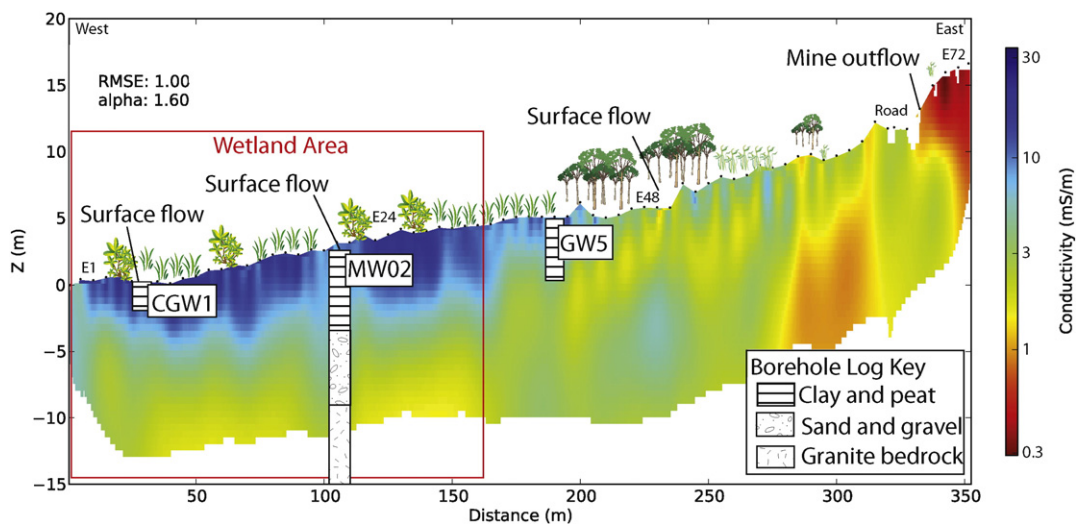 20
15
10
5
0
−5
−10
−15
Z (m)
West
East
RMSE: 1.00
alpha: 1.60
Wetland Area
Surface flow
Surface flow
Surface flow
Mine outflow
E72
Road
E48
E24
E1
CGW1
MW02
GW5
Borehole Log Key
Clay and peat
Sand and gravel
Granite bedrock
50
100
150
200
250
300
350
Distance (m)
30
10
3
1
0.3
Conductivity (mS/m)